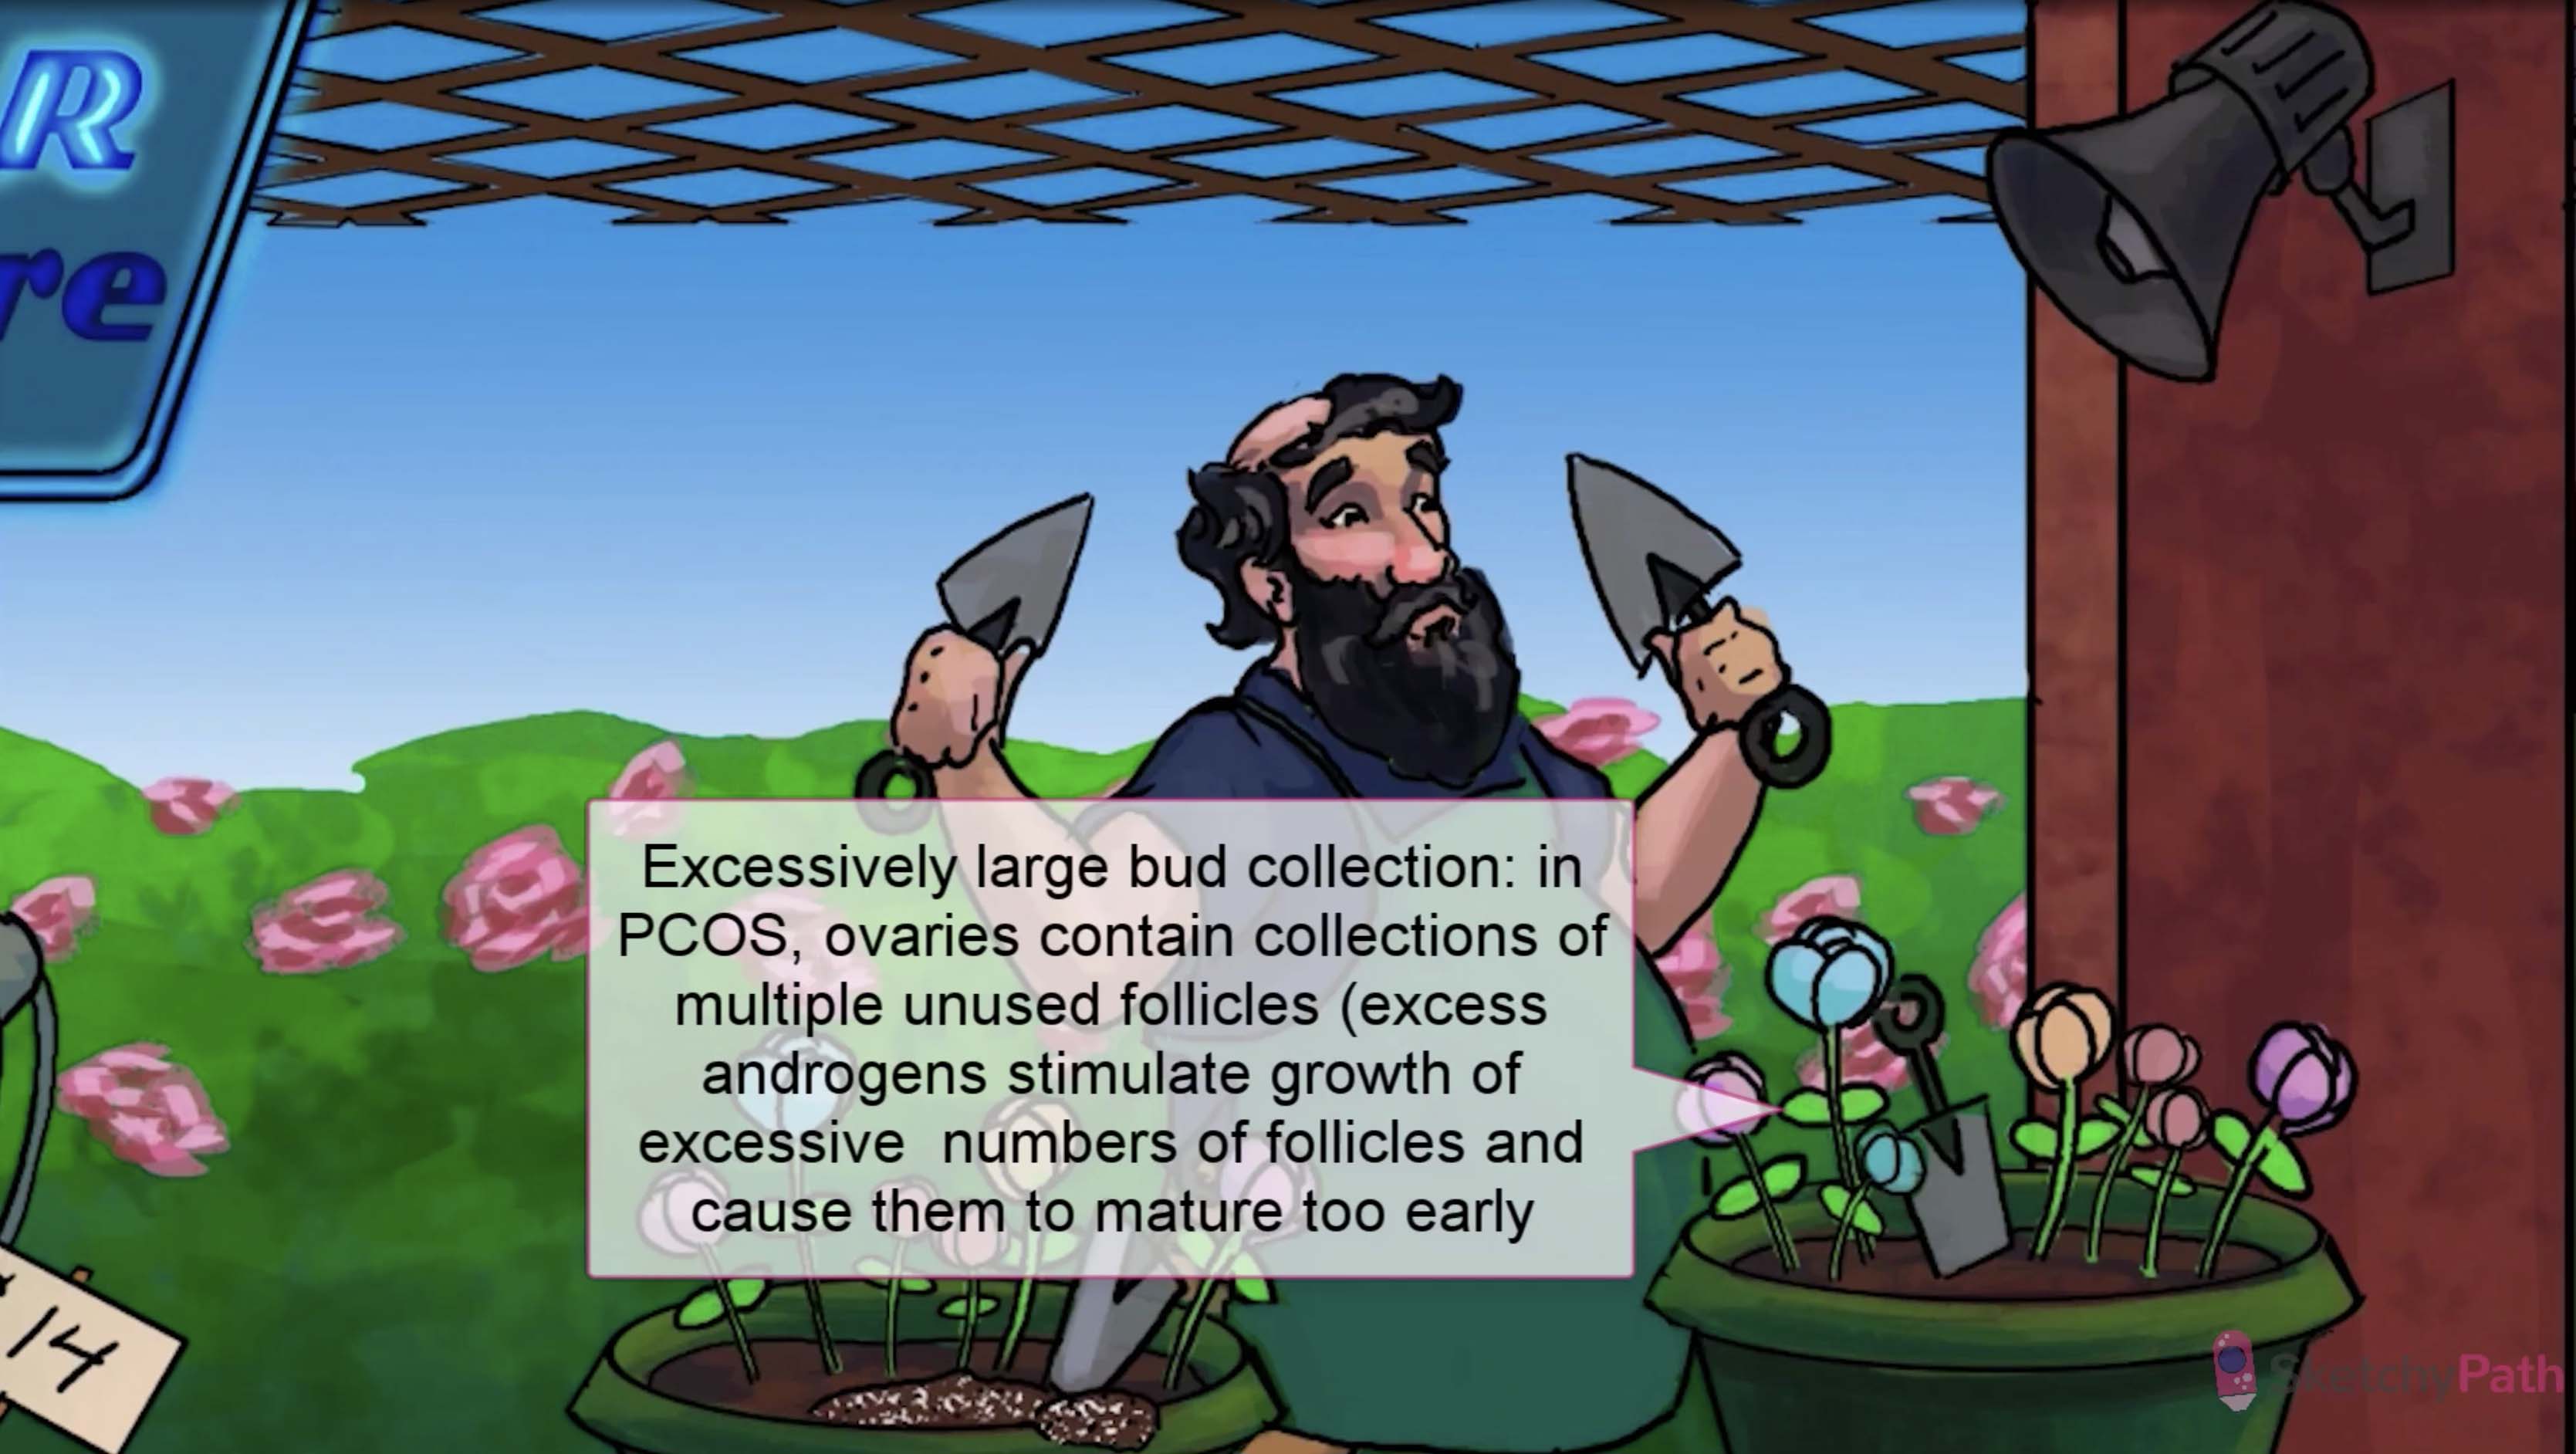 R
re
Excessively large bud collection: in
PCOS, ovaries contain collections of
multiple unused follicles (excess
androgens stimulate growth of
excessive  numbers of follicles and
cause them to mature too early
14
SketchyPath